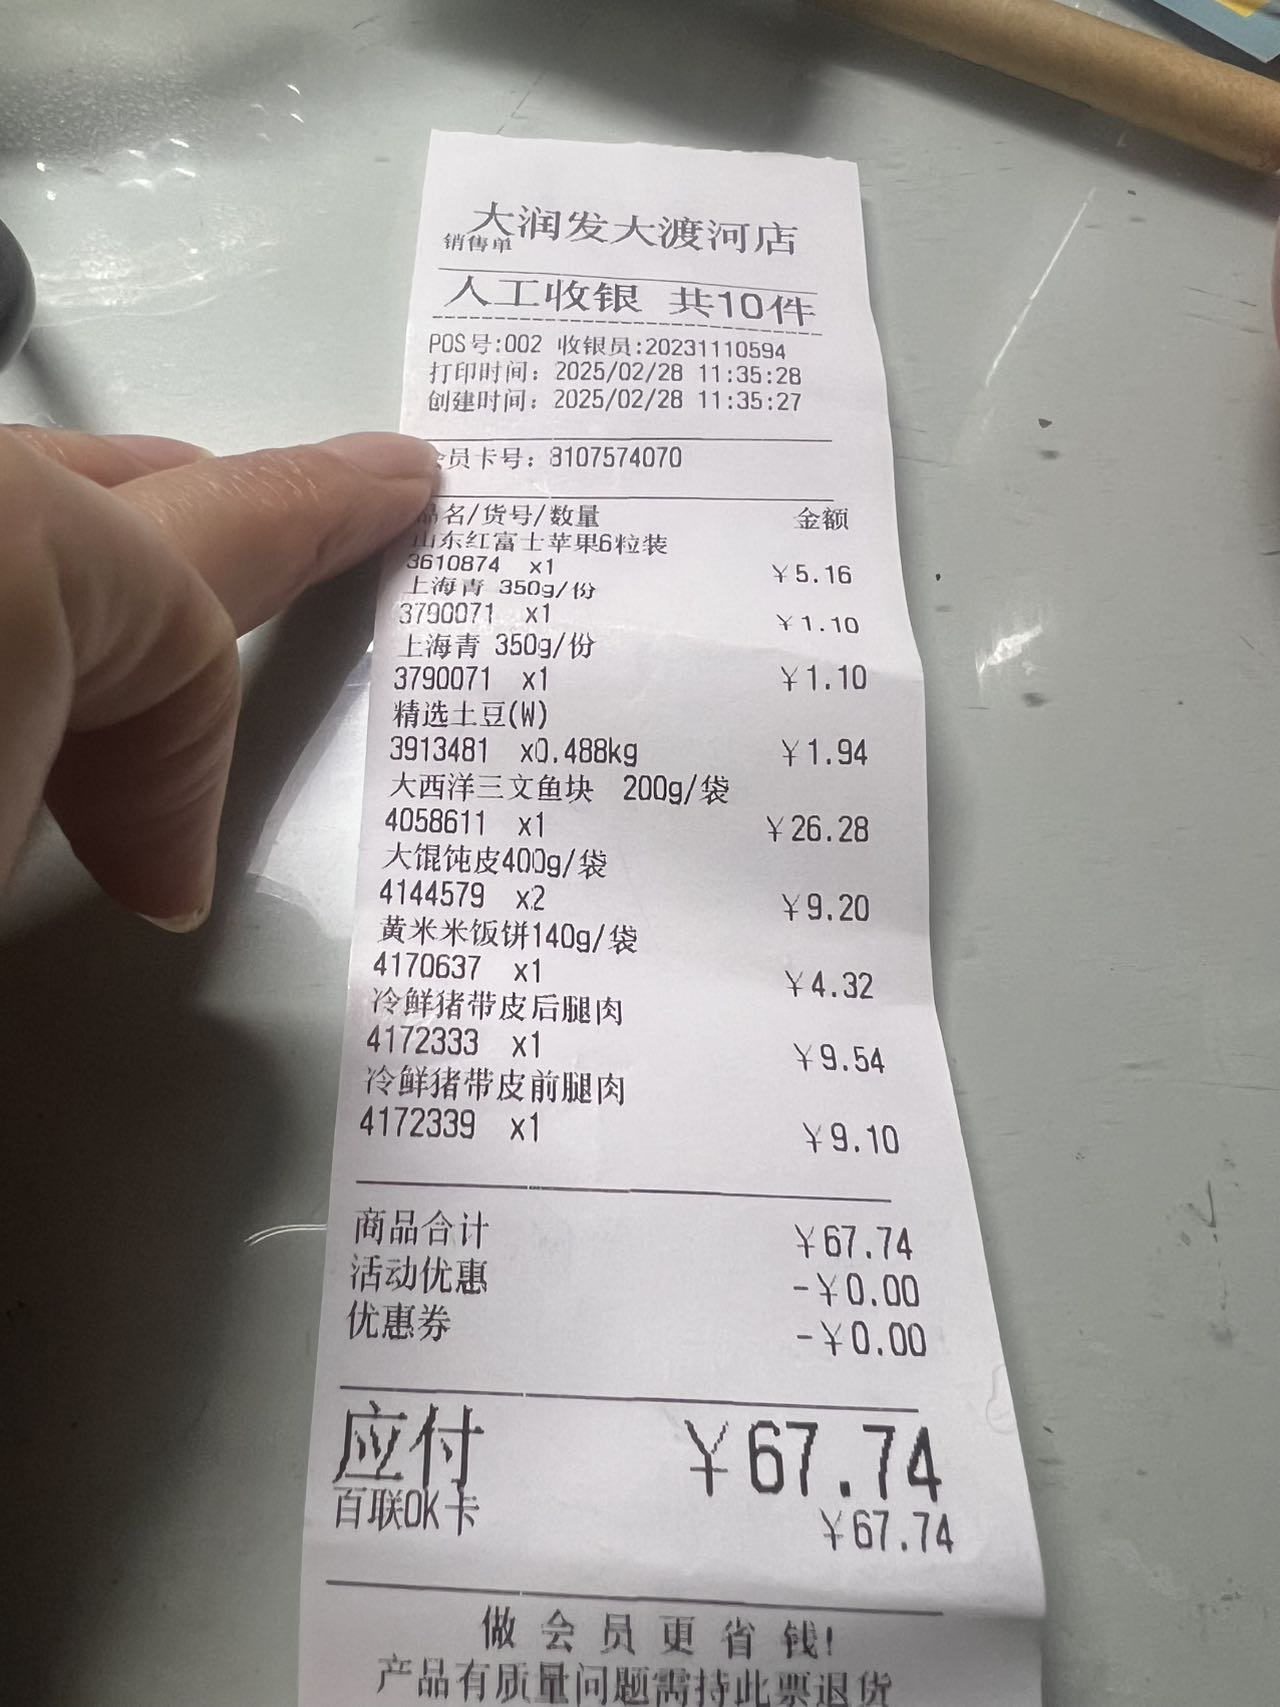 大润发大渡河店
销售单
人工收银 共10件
POS号:002 收银员:20231110594
打印时间: 2025/02/28 11:35:28
创建时间: 2025/02/28 11:35:27
会员卡号: 8107574070
品名/货号/数量 金额
山东红富士苹果6粒装
3610874 x1 ¥5.16
上海青 350g/份
3790071 x1 ¥1.10
上海青 350g/份
3790071 x1 ¥1.10
精选土豆(W)
3913481 x0.488kg ¥1.94
大西洋三文鱼块 200g/袋
4058611 x1 ¥26.28
大馄饨皮400g/袋
4144579 x2 ¥9.20
黄米米饭饼140g/袋
4170637 x1 ¥4.32
冷鲜猪带皮后腿肉
4172333 x1 ¥9.54
冷鲜猪带皮前腿肉
4172339 x1 ¥9.10
商品合计 ¥67.74
活动优惠 -¥0.00
优惠券 -¥0.00
应付 ¥67.74
百联OK卡 ¥67.74
做会员更省钱!
产品有质量问题需持此票退货